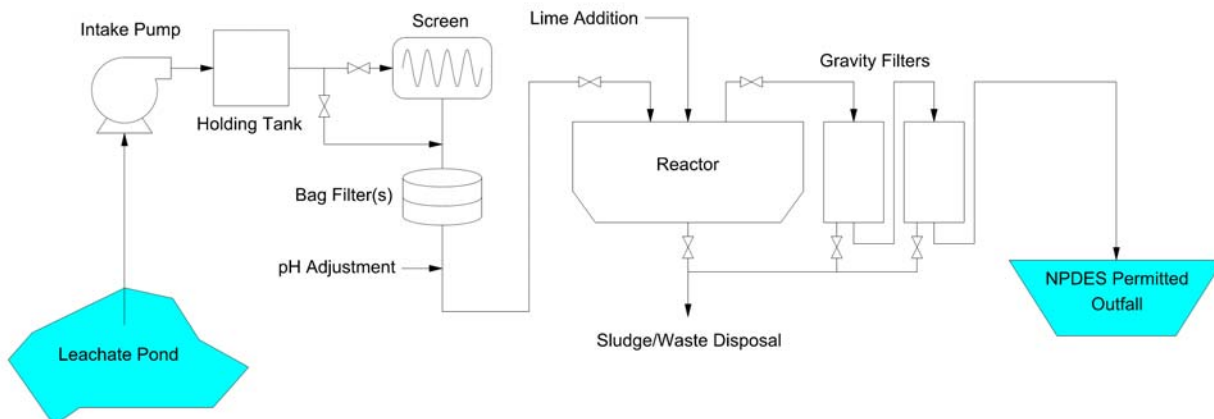 Intake Pump
Screen
Lime Addition
Gravity Filters
Holding Tank
Reactor
Bag Filter(s)
pH Adjustment
NPDES Permitted
Outfall
Sludge/Waste Disposal
Leachate Pond